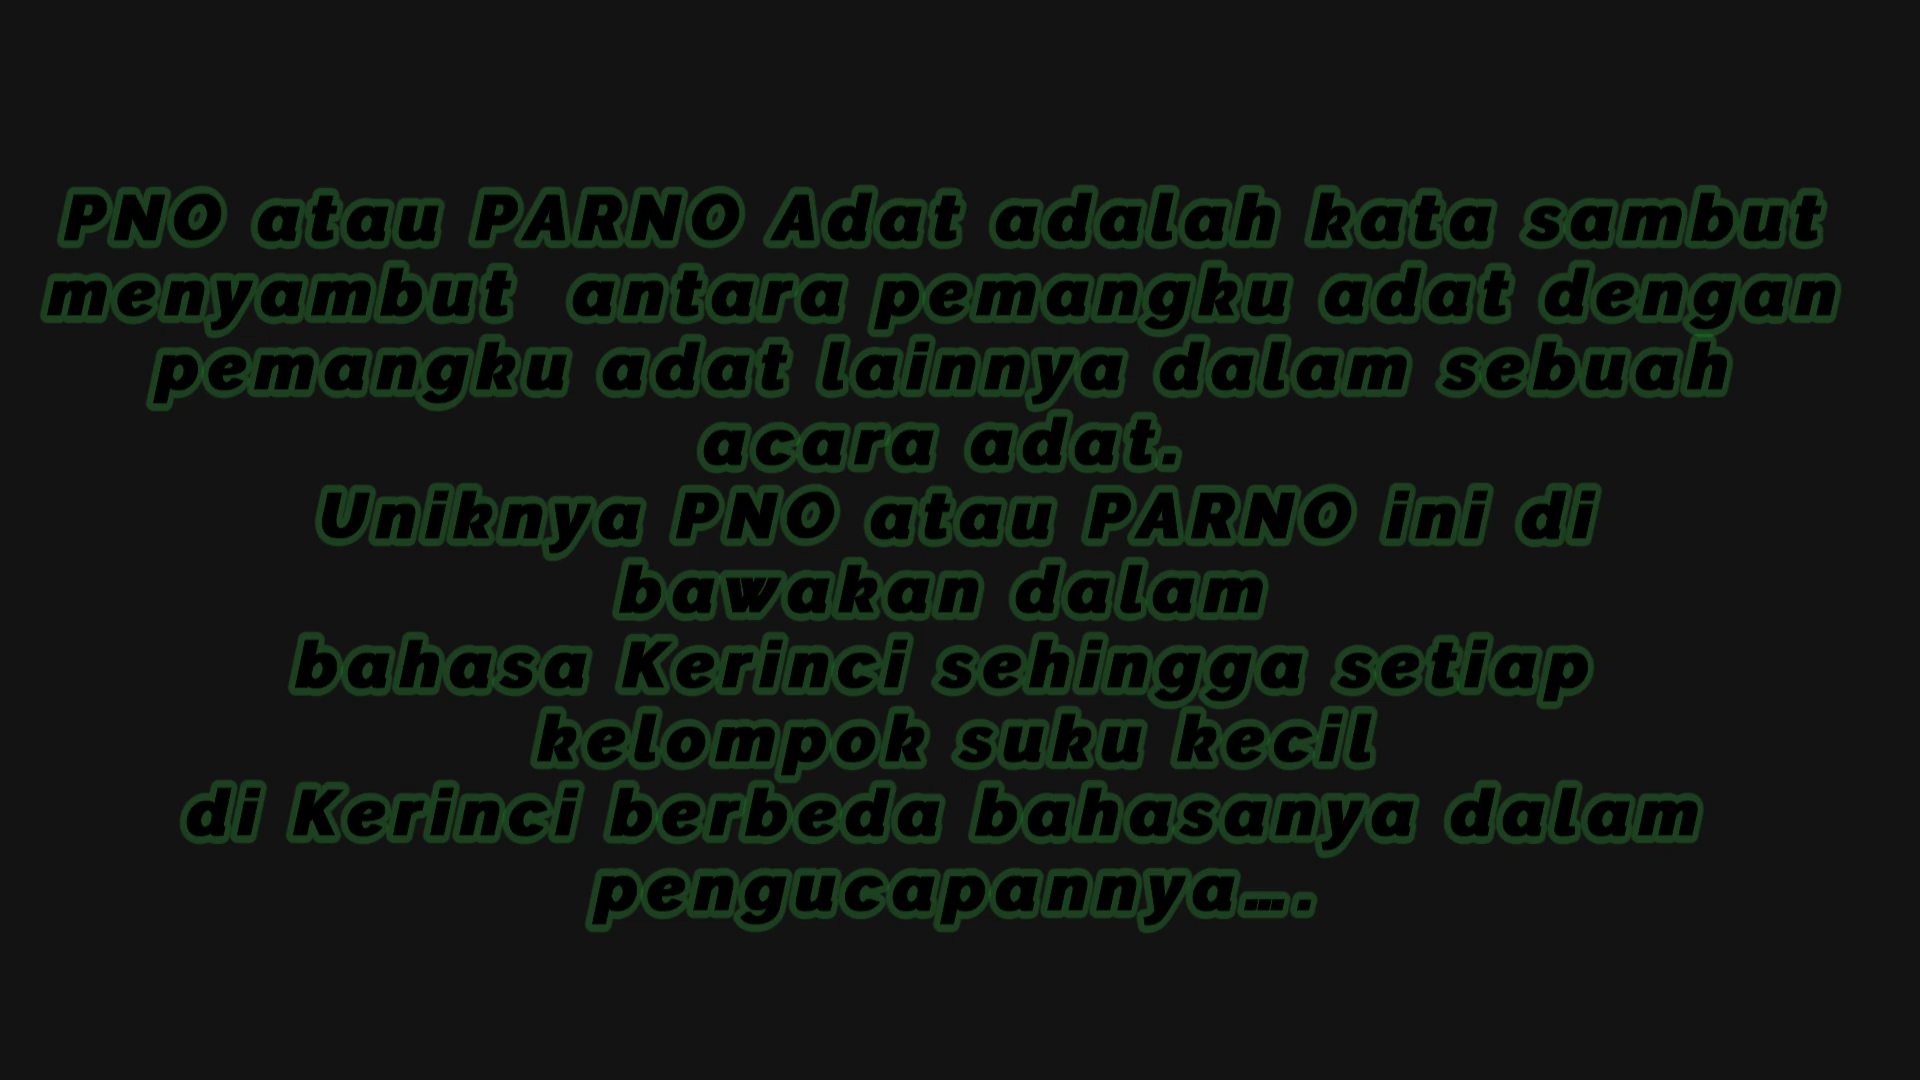 PNO atau PARNO Adat adalah kata sambut
menyambut  antara pemangku adat dengan
pemangku adat lainnya dalam sebuah
acara adat.
Uniknya PNO atau PARNO ini di
bawakan dalam
bahasa Kerinci sehingga setiap
kelompok suku kecil
di Kerinci berbeda bahasanya dalam
pengucapannya….